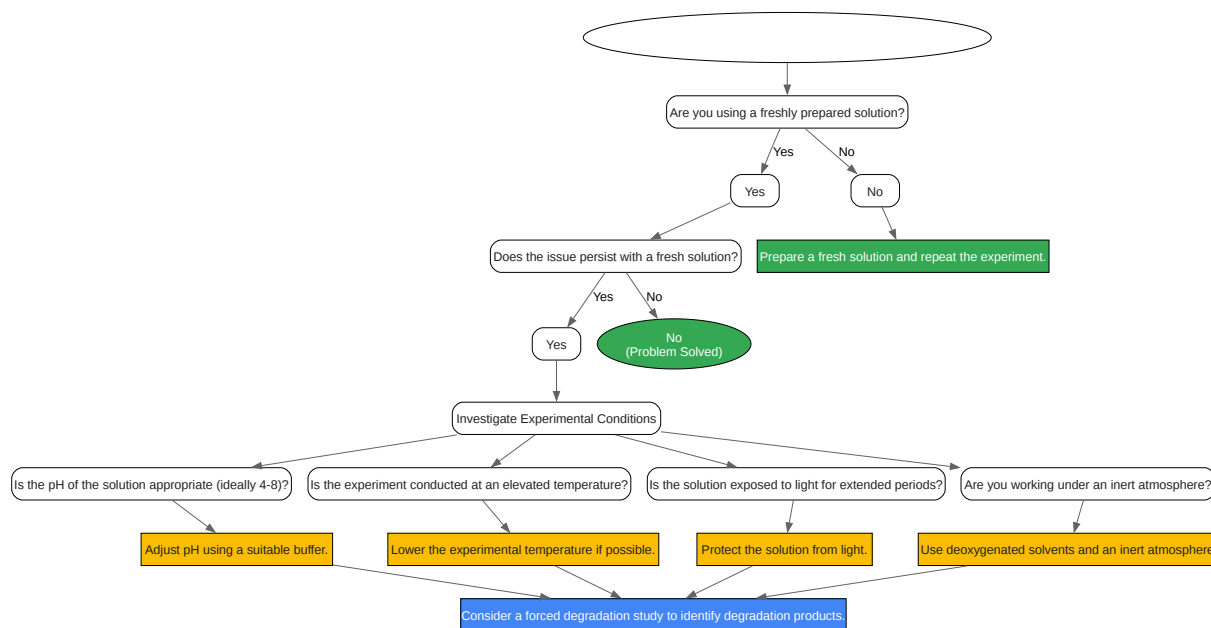 Are you using a freshly prepared solution?
Yes
No
Yes
No
Does the issue persist with a fresh solution?
Prepare a fresh solution and repeat the experiment.
Yes
No
Yes
No
(Problem Solved)
Investigate Experimental Conditions
Is the pH of the solution appropriate (ideally 4-8)?
Is the experiment conducted at an elevated temperature?
Is the solution exposed to light for extended periods?
Are you working under an inert atmosphere?
Adjust pH using a suitable buffer.
Lower the experimental temperature if possible.
Protect the solution from light.
Use deoxygenated solvents and an inert atmosphere
Consider a forced degradation study to identify degradation products.